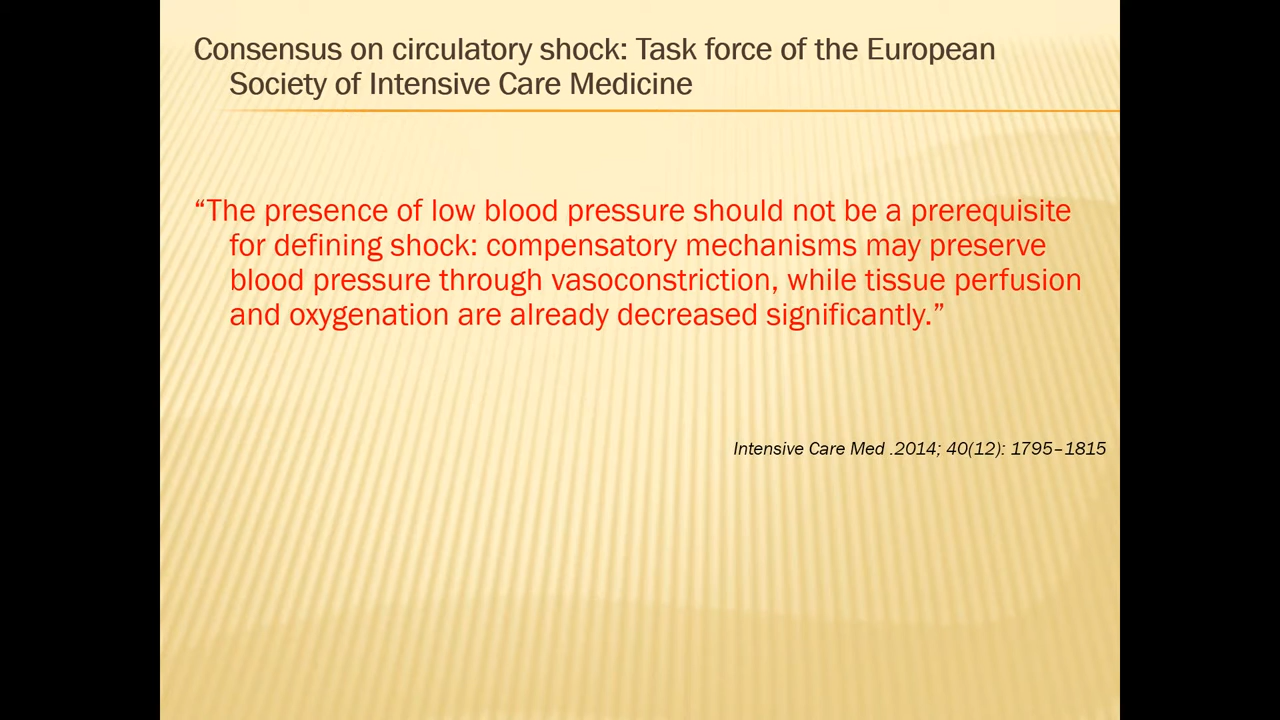 Consensus on circulatory shock: Task force of the European
Society of Intensive Care Medicine
“The presence of low blood pressure should not be a prerequisite
for defining shock: compensatory mechanisms may preserve
blood pressure through vasoconstriction, while tissue perfusion
and oxygenation are already decreased significantly.”
Intensive Care Med .2014; 40(12): 1795–1815